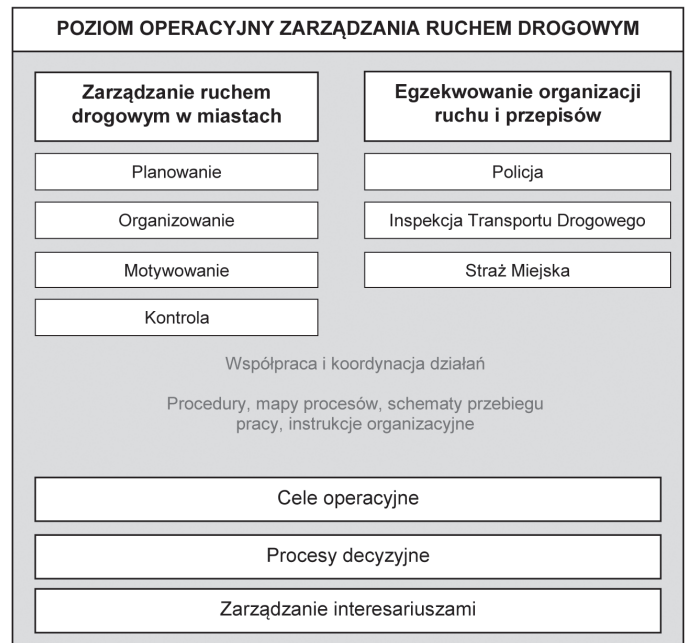 POZIOM OPERACYJNY ZARZĄDZANIA RUCHEM DROGOWYM
Zarządzanie ruchem
drogowym w miastach
Planowanie
Organizowanie
Motywowanie
Kontrola
Egzekwowanie organizacji
ruchu i przepisów
Policja
Inspekcja Transportu Drogowego
Straż Miejska
Współpraca i koordynacja działań
Procedury, mapy procesów, schematy przebiegu
pracy, instrukcje organizacyjne
Cele operacyjne
Procesy decyzyjne
Zarządzanie interesariuszami